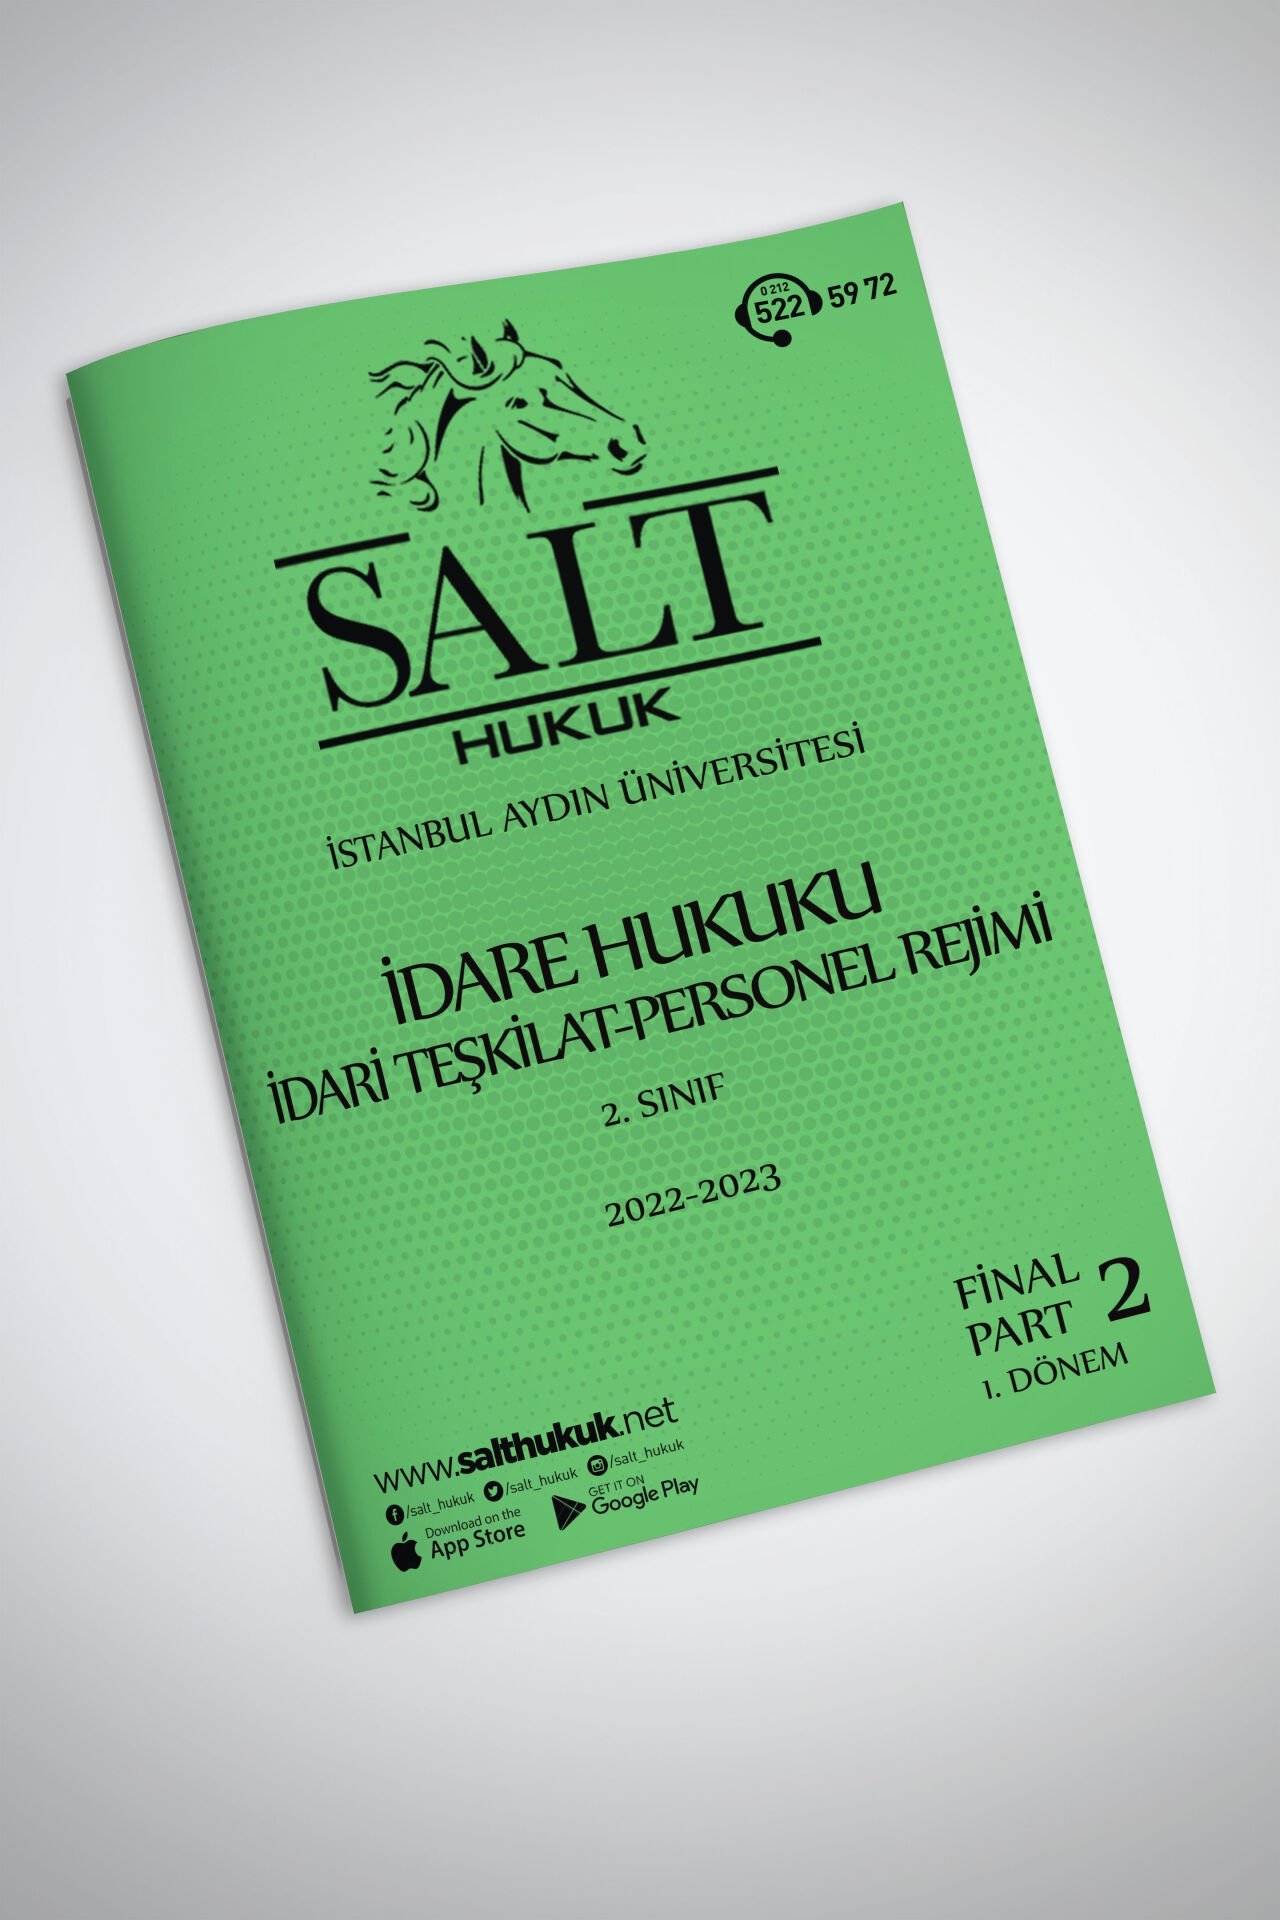 0 212
522 59 72
SALT
HUKUK
İSTANBUL AYDIN ÜNİVERSİTESİ
İDARE HUKUKU
İDARİ TEŞKİLAT-PERSONEL REJİMİ
2. SINIF
2022-2023
FİNAL
PART 2
1. DÖNEM
www.salthukuk.net
/salt_hukuk /salt_hukuk /salt_hukuk
Download on the
App Store
GET IT ON
Google Play